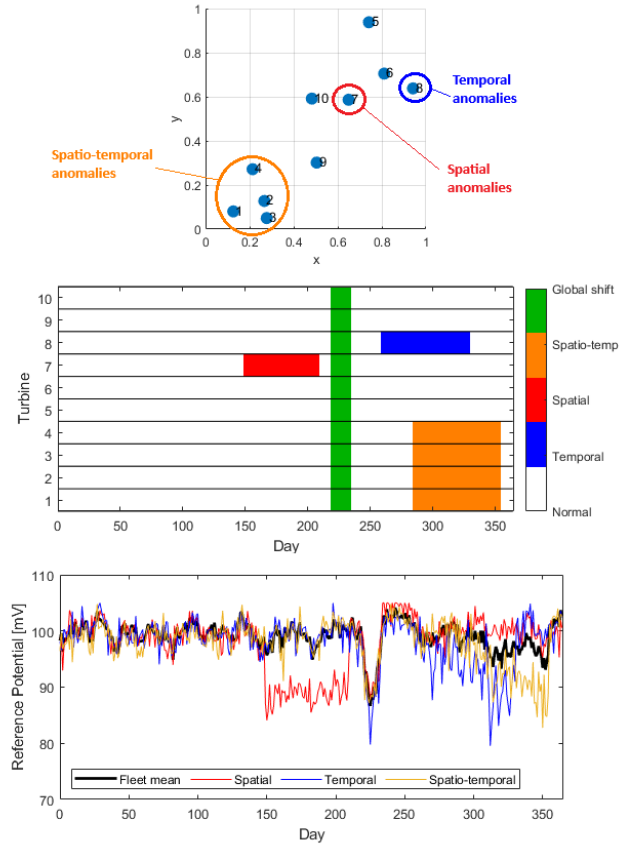 1
0.8
0.6
0.4
0.2
0
y
0
0.2
0.4
0.6
0.8
1
x
5
6
8
10
7
9
4
2
1
3
Temporal
anomalies
Spatio-temporal
anomalies
Spatial
anomalies
10
9
8
7
6
5
4
3
2
1
Turbine
0
50
100
150
200
250
300
350
Day
Global shift
Spatio-temp
Spatial
Temporal
Normal
110
100
90
80
70
Reference Potential [mV]
Fleet mean
Spatial
Temporal
Spatio-temporal
0
50
100
150
200
250
300
350
Day